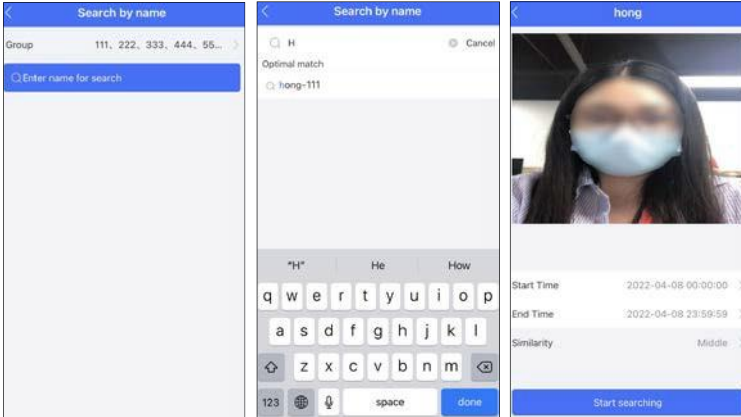 Search by name
Group 111、222、333、444、55...
Enter name for search
Search by name
H Cancel
Optimal match
hong-111
“H” He How
q w e r t y u i o p
a s d f g h j k l
z x c v b n m
123 space done
hong
Start Time 2022-04-08 00:00:00
End Time 2022-04-08 23:59:59
Similarity Middle
Start searching